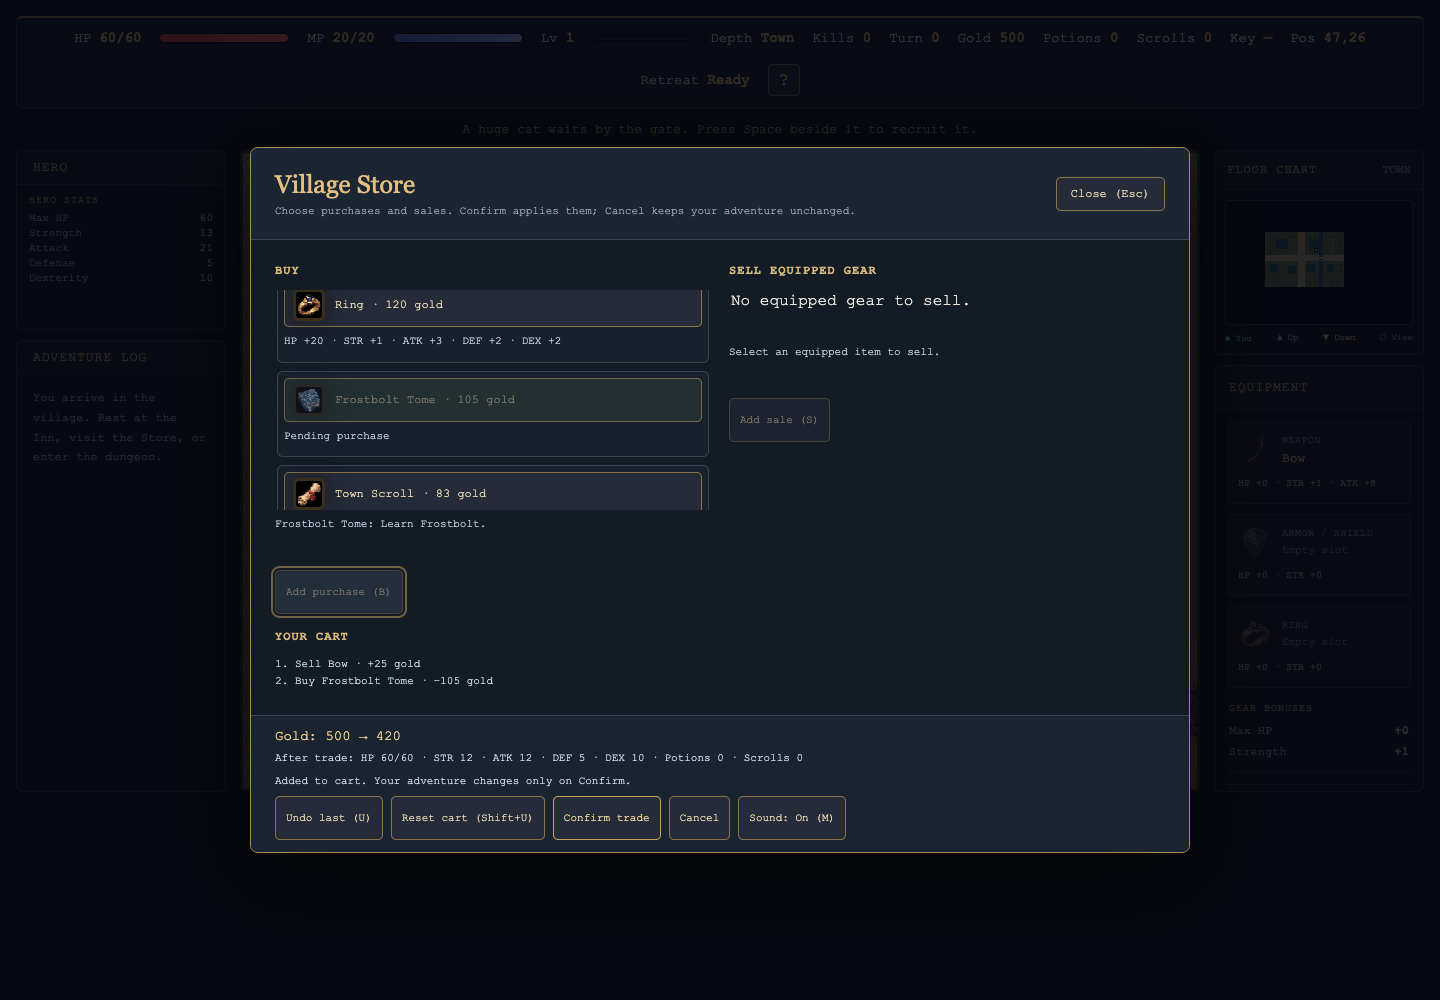 HP 60/60 MP 20/20 Lv 1 Depth Town Kills 0 Turn 0 Gold 500 Potions 0 Scrolls 0 Key — Pos 47,26
Retreat Ready ?
A huge cat waits by the gate. Press Space beside it to recruit it.
HERO
HERO STATS
Max HP 60
Strength 13
Attack 21
Defense 5
Dexterity 10
ADVENTURE LOG
You arrive in the
village. Rest at the
Inn, visit the Store, or
enter the dungeon.
Village Store
Choose purchases and sales. Confirm applies them; Cancel keeps your adventure unchanged.
Close (Esc)
BUY
Ring · 120 gold
HP +20 · STR +1 · ATK +3 · DEF +2 · DEX +2
Frostbolt Tome · 105 gold
Pending purchase
Town Scroll · 83 gold
Frostbolt Tome: Learn Frostbolt.
Add purchase (B)
YOUR CART
1. Sell Bow · +25 gold
2. Buy Frostbolt Tome · −105 gold
SELL EQUIPPED GEAR
No equipped gear to sell.
Select an equipped item to sell.
Add sale (S)
Gold: 500 → 420
After trade: HP 60/60 · STR 12 · ATK 12 · DEF 5 · DEX 10 · Potions 0 · Scrolls 0
Added to cart. Your adventure changes only on Confirm.
Undo last (U) Reset cart (Shift+U) Confirm trade Cancel Sound: On (M)
FLOOR CHART TOWN
◆ You ▲ Up ▼ Down □ View
EQUIPMENT
WEAPON
Bow
HP +0 · STR +1 · ATK +8
ARMOR / SHIELD
Empty slot
HP +0 · STR +0
RING
Empty slot
HP +0 · STR +0
GEAR BONUSES
Max HP +0
Strength +1